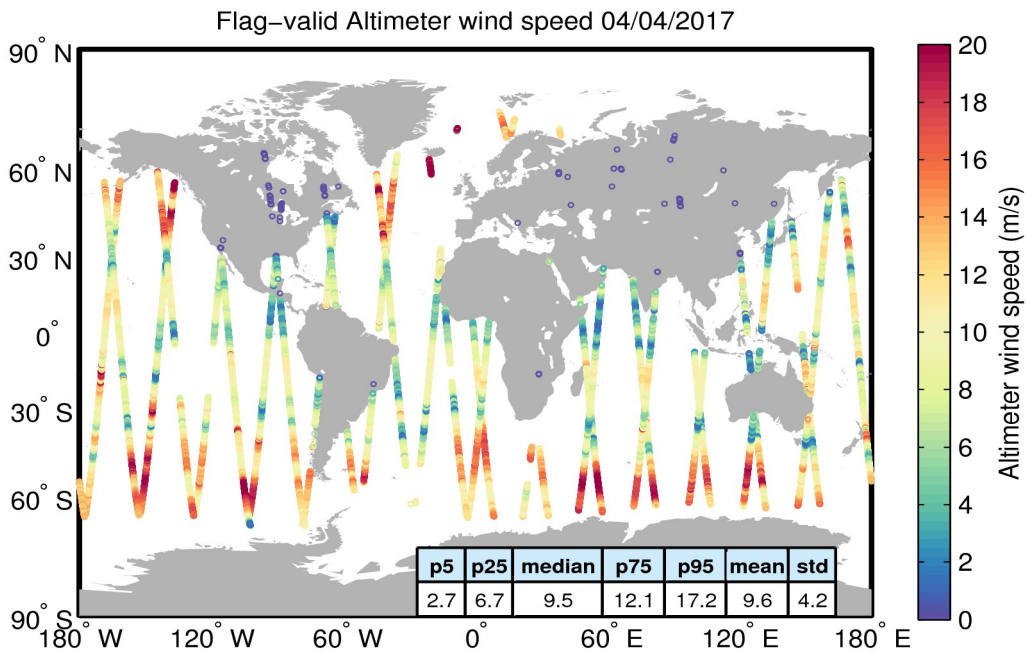 Flag−valid Altimeter wind speed 04/04/2017
90° N
60° N
30° N
0°
30° S
60° S
90° S
180° W
120° W
60° W
0°
60° E
120° E
180° E
p5 p25 median p75 p95 mean std
2.7 6.7 9.5 12.1 17.2 9.6 4.2
20
18
16
14
12
10
8
6
4
2
0
Altimeter wind speed (m/s)